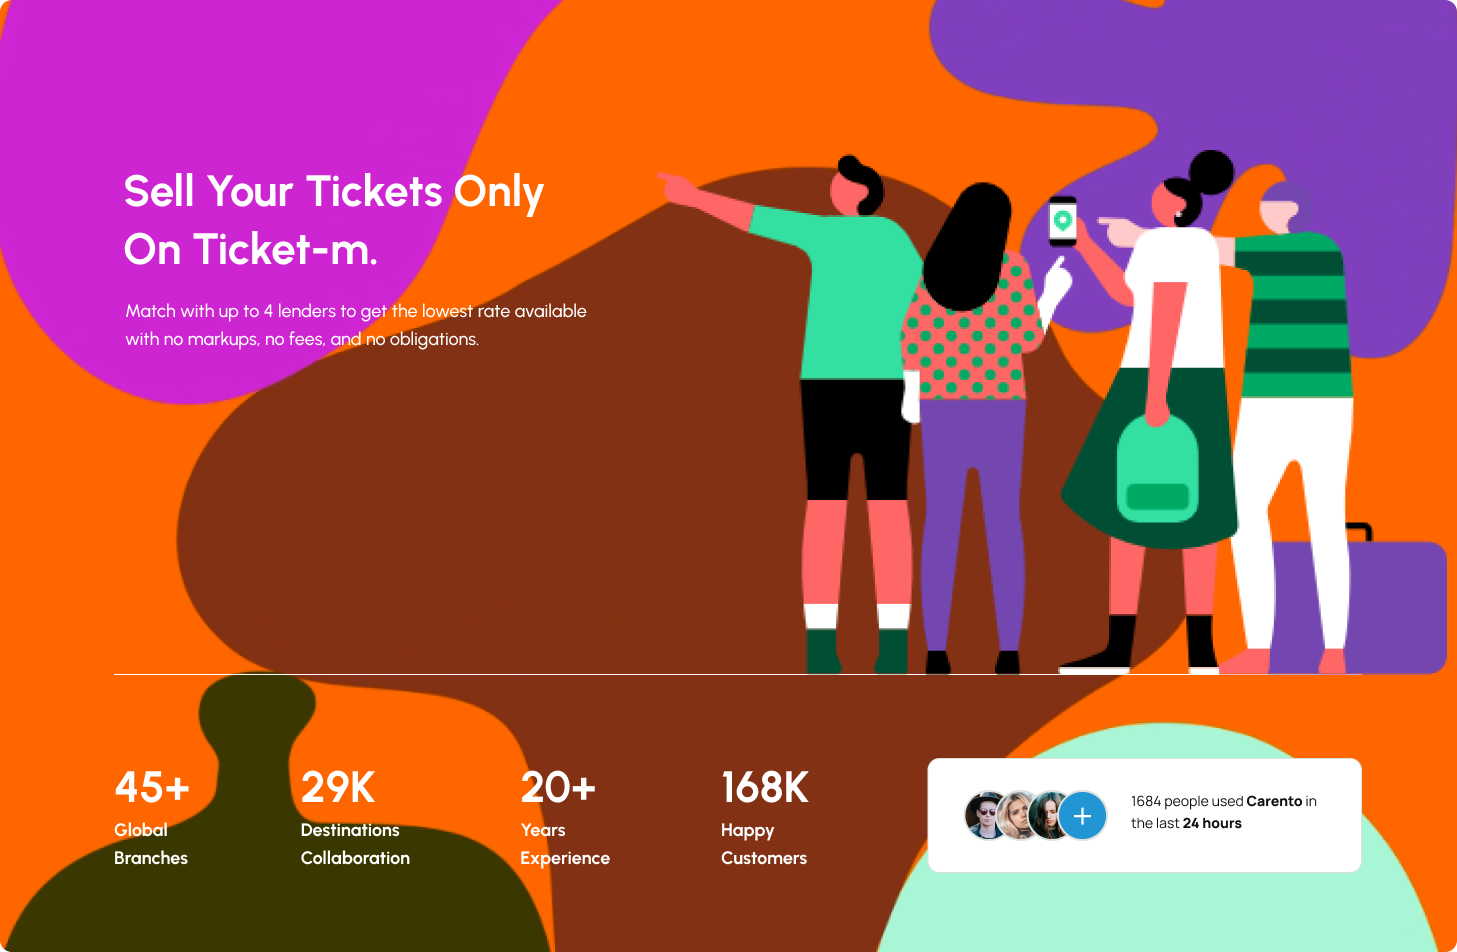 Sell Your Tickets Only
On Ticket-m.
Match with up to 4 lenders to get the lowest rate available
with no markups, no fees, and no obligations.
45+
Global
Branches
29K
Destinations
Collaboration
20+
Years
Experience
168K
Happy
Customers
1684 people used Carento in
the last 24 hours